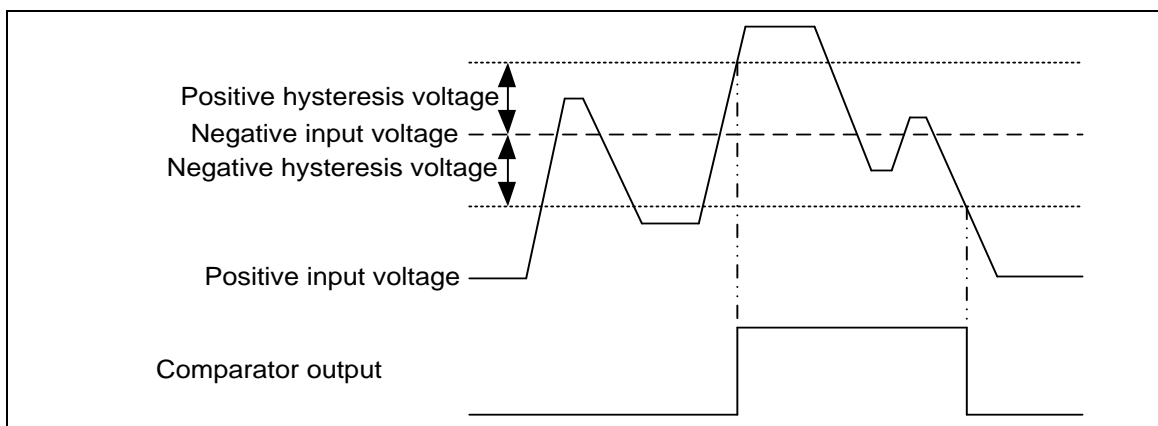 Positive hysteresis voltage
Negative input voltage
Negative hysteresis voltage
Positive input voltage
Comparator output